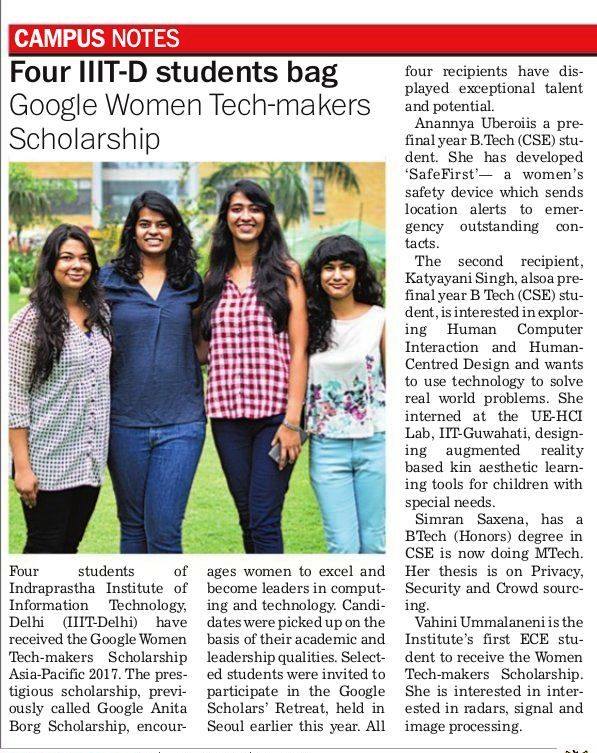 CAMPUS NOTES
Four IIIT-D students bag
Google Women Tech-makers
Scholarship
Four students of
Indraprastha Institute of
Information Technology,
Delhi (IIIT-Delhi) have
received the Google Women
Tech-makers Scholarship
Asia-Pacific 2017. The pres-
tigious scholarship, previ-
ously called Google Anita
Borg Scholarship, encour-
ages women to excel and
become leaders in comput-
ing and technology. Candi-
dates were picked up on the
basis of their academic and
leadership qualities. Select-
ed students were invited to
participate in the Google
Scholars' Retreat, held in
Seoul earlier this year. All
four recipients have dis-
played exceptional talent
and potential.
Anannya Uberoiis a pre-
final year B.Tech (CSE) stu-
dent. She has developed
‘SafeFirst’— a women’s
safety device which sends
location alerts to emer-
gency outstanding con-
tacts.
The second recipient,
Katyayani Singh, alsoa pre-
final year B Tech (CSE) stu-
dent, is interested in explor-
ing Human Computer
Interaction and Human-
Centred Design and wants
to use technology to solve
real world problems. She
interned at the UE-HCI
Lab, IIT-Guwahati, design-
ing augmented reality
based kin aesthetic learn-
ing tools for children with
special needs.
Simran Saxena, has a
BTech (Honors) degree in
CSE is now doing MTech.
Her thesis is on Privacy,
Security and Crowd sourc-
ing.
Vahini Ummalaneni is the
Institute’s first ECE stu-
dent to receive the Women
Tech-makers Scholarship.
She is interested in inter-
ested in radars, signal and
image processing.